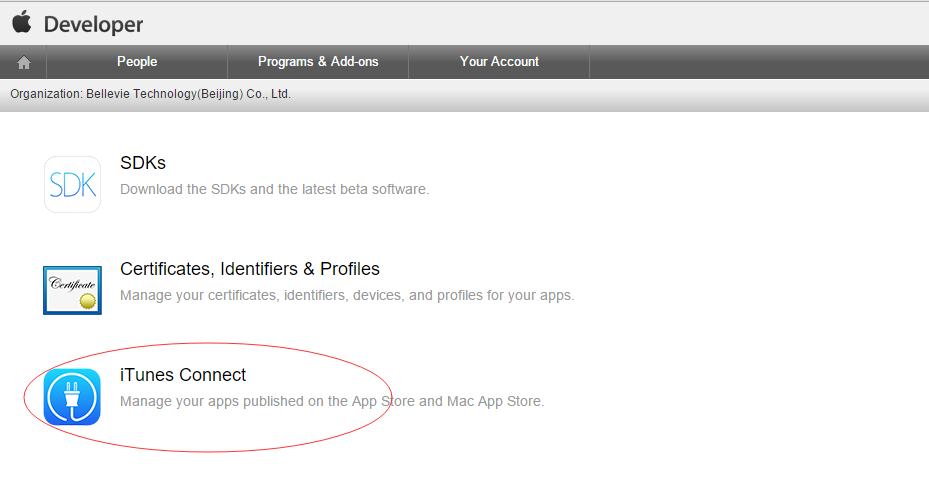 Developer
People Programs & Add-ons Your Account
Organization: Bellevie Technology(Beijing) Co., Ltd.
SDKs
SDK
Download the SDKs and the latest beta software.
Certificates, Identifiers & Profiles
Certificate
Manage your certificates, identifiers, devices, and profiles for your apps.
iTunes Connect
Manage your apps published on the App Store and Mac App Store.